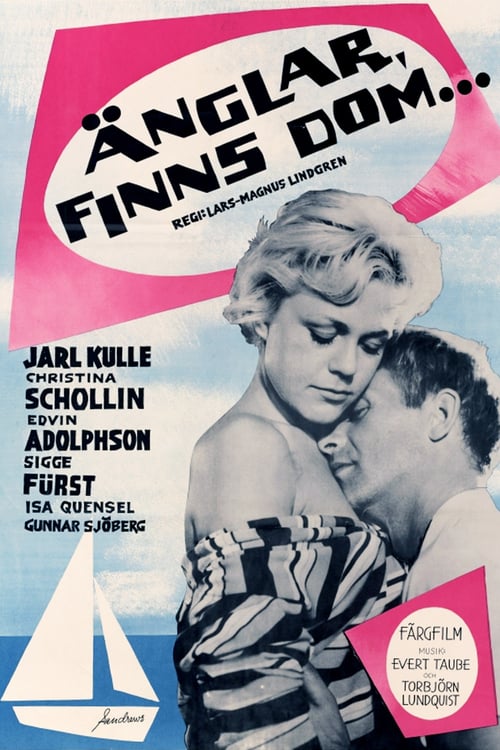 ÄNGLAR,
FINNS DOM...
REGI: LARS-MAGNUS LINDGREN
JARL KULLE
CHRISTINA
SCHOLLIN
EDVIN
ADOLPHSON
SIGGE
FÜRST
ISA QUENSEL
GUNNAR SJÖBERG
Sandrews
FÄRGFILM
MUSIK:
EVERT TAUBE
OCH
TORBJÖRN
LUNDQUIST